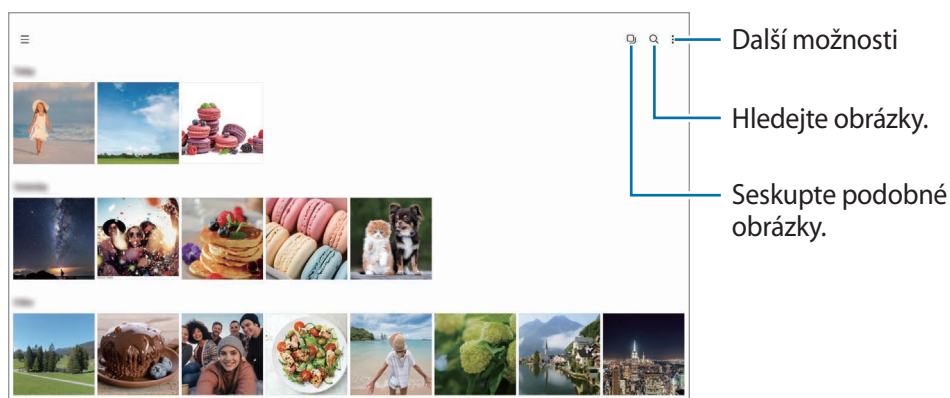 Další možnosti
Hledejte obrázky.
Seskupte podobné
obrázky.